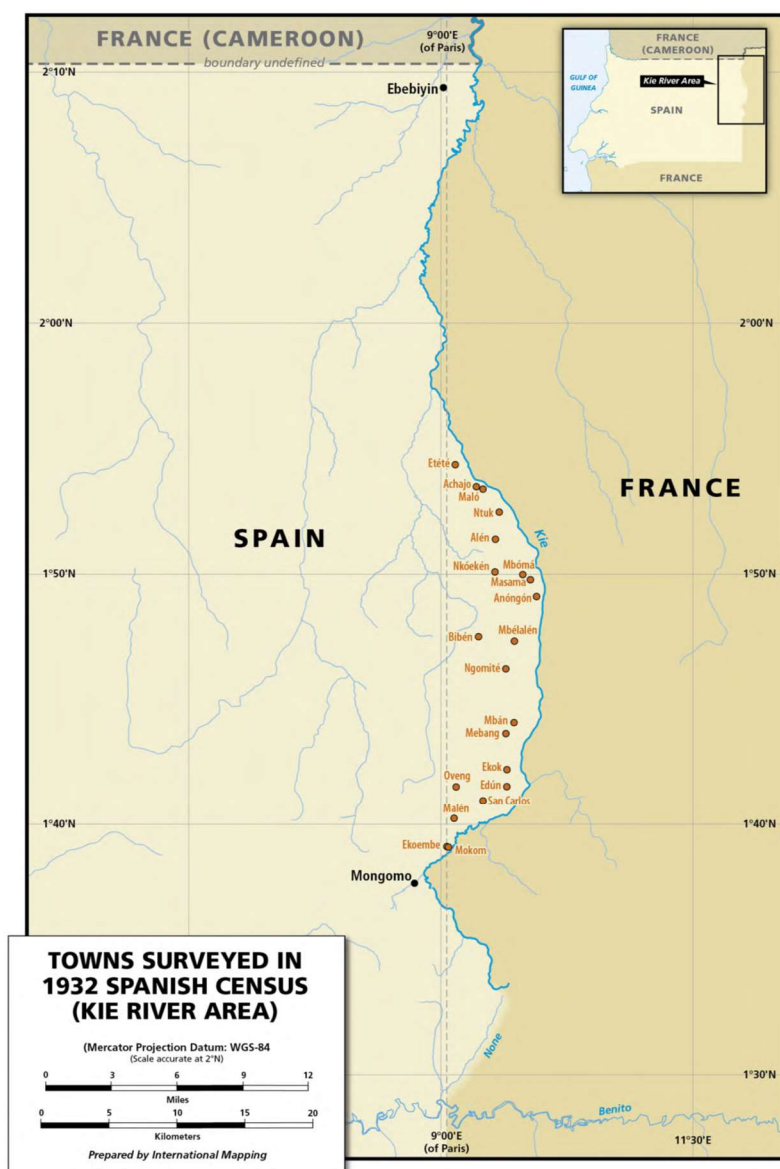 FRANCE (CAMEROON)
boundary undefined
9°00'E
(of Paris)
2°10'N
Ebebiyin
FRANCE
(CAMEROON)
GULF OF
GUINEA
Kie River Area
SPAIN
FRANCE
2°00'N
2°00'N
Etété
Achajo
Maló
Ntuk
FRANCE
SPAIN
Alén
Kie
Nkóekén
Mbómá
1°50'N
1°50'N
Masama
Anóngón
Bibén
Mbélalén
Ngomité
Mbán
Mebang
Ekok
Oveng
Edún
San Carlos
Malén
1°40'N
1°40'N
Ekoembe
Mokom
Mongomo
TOWNS SURVEYED IN
1932 SPANISH CENSUS
(KIE RIVER AREA)
(Mercator Projection Datum: WGS-84
(Scale accurate at 2°N)
0 3 6 9 12
Miles
0 5 10 15 20
Kilometers
Prepared by International Mapping
None
1°30'N
Benito
9°00'E
(of Paris)
11°30'E